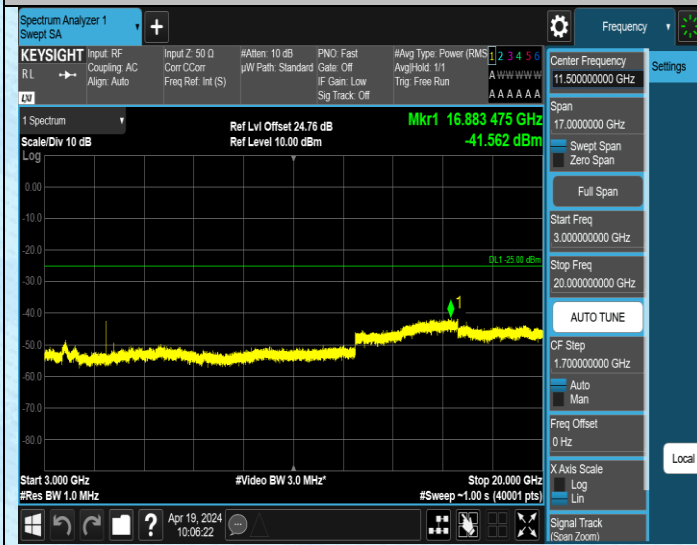 Spectrum Analyzer 1
Swept SA
+
Frequency
KEYSIGHT
RL
LXI
Input: RF
Coupling: AC
Align: Auto
Input Z: 50 Ω
Corr CCorr
Freq Ref: Int (S)
#Atten: 10 dB
µW Path: Standard
PNO: Fast
Gate: Off
IF Gain: Low
Sig Track: Off
#Avg Type: Power (RMS
Avg|Hold: 1/1
Trig: Free Run
1 2 3 4 5 6
A W W W W W
A A A A A A
Center Frequency
11.500000000 GHz
Settings
1 Spectrum
Scale/Div 10 dB
Log
Ref Lvl Offset 24.76 dB
Ref Level 10.00 dBm
Mkr1 16.883 475 GHz
-41.562 dBm
Span
17.0000000 GHz
Swept Span
Zero Span
Full Span
Start Freq
3.000000000 GHz
Stop Freq
20.000000000 GHz
AUTO TUNE
CF Step
1.700000000 GHz
Auto
Man
Freq Offset
0 Hz
X Axis Scale
Log
Lin
Signal Track
(Span Zoom)
Local
0.00
-10.0
-20.0
-30.0
-40.0
-50.0
-60.0
-70.0
-80.0
DL1 -25.00 dBm
1
Start 3.000 GHz
#Res BW 1.0 MHz
#Video BW 3.0 MHz*
Stop 20.000 GHz
#Sweep ~1.00 s (40001 pts)
?
Apr 19, 2024
10:06:22